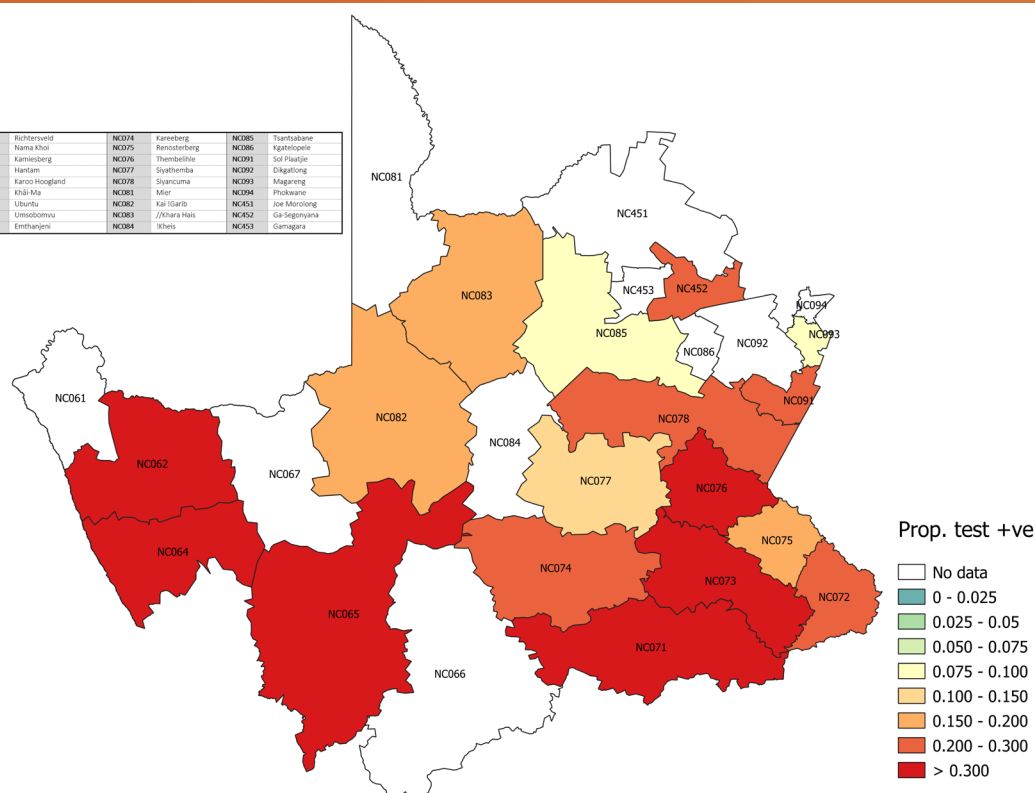 Richtersveld NC074 Kareeberg NC085 Tsantsabane
Nama Khoi NC075 Renosterberg NC086 Kgatelopele
Kamiesberg NC076 Thembelihle NC091 Sol Plaatjie
Hantam NC077 Siyathemba NC092 Dikgatlong
Karoo Hoogland NC078 Siyancuma NC093 Magareng
Khâi-Ma NC081 Mier NC094 Phokwane
Ubuntu NC082 Kai !Garib NC451 Joe Morolong
Umsobomvu NC083 //Khara Hais NC452 Ga-Segonyana
Emthanjeni NC084 !Kheis NC453 Gamagara
NC081
NC451
NC453
NC452
NC083
NC094
NC085
NC086
NC092
NC093
NC061
NC091
NC082
NC078
NC084
NC062
NC067
NC077
NC076
NC064
NC075
NC074
NC073
NC072
NC065
NC071
NC066
Prop. test +ve
No data
0 - 0.025
0.025 - 0.05
0.050 - 0.075
0.075 - 0.100
0.100 - 0.150
0.150 - 0.200
0.200 - 0.300
> 0.300